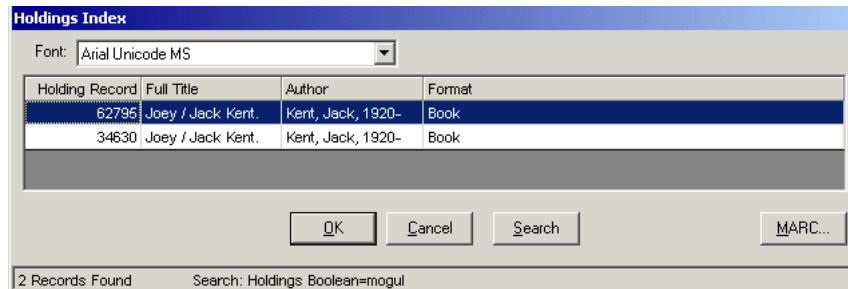 Holdings Index
Font: Arial Unicode MS
Holding Record Full Title Author Format
62795 Joey / Jack Kent. Kent, Jack, 1920- Book
34630 Joey / Jack Kent. Kent, Jack, 1920- Book
OK Cancel Search MARC...
2 Records Found Search: Holdings Boolean=mogul